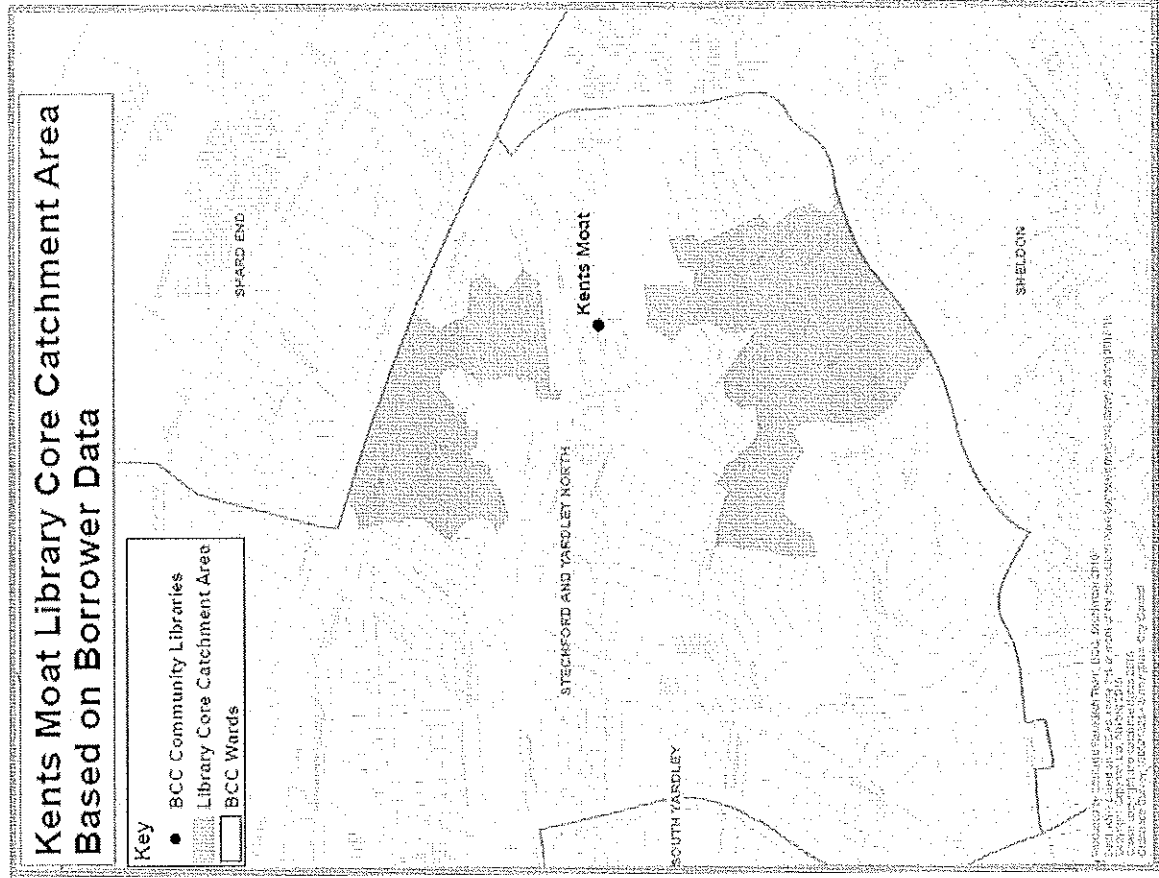 Kents Moat Library Core Catchment Area
Based on Borrower Data
Key
BCC Community Libraries
Library Core Catchment Area
BCC Wards
SHARD END
Kents Moat
STECHFORD AND YARDLEY NORTH
SOUTH YARDLEY
SHELDON